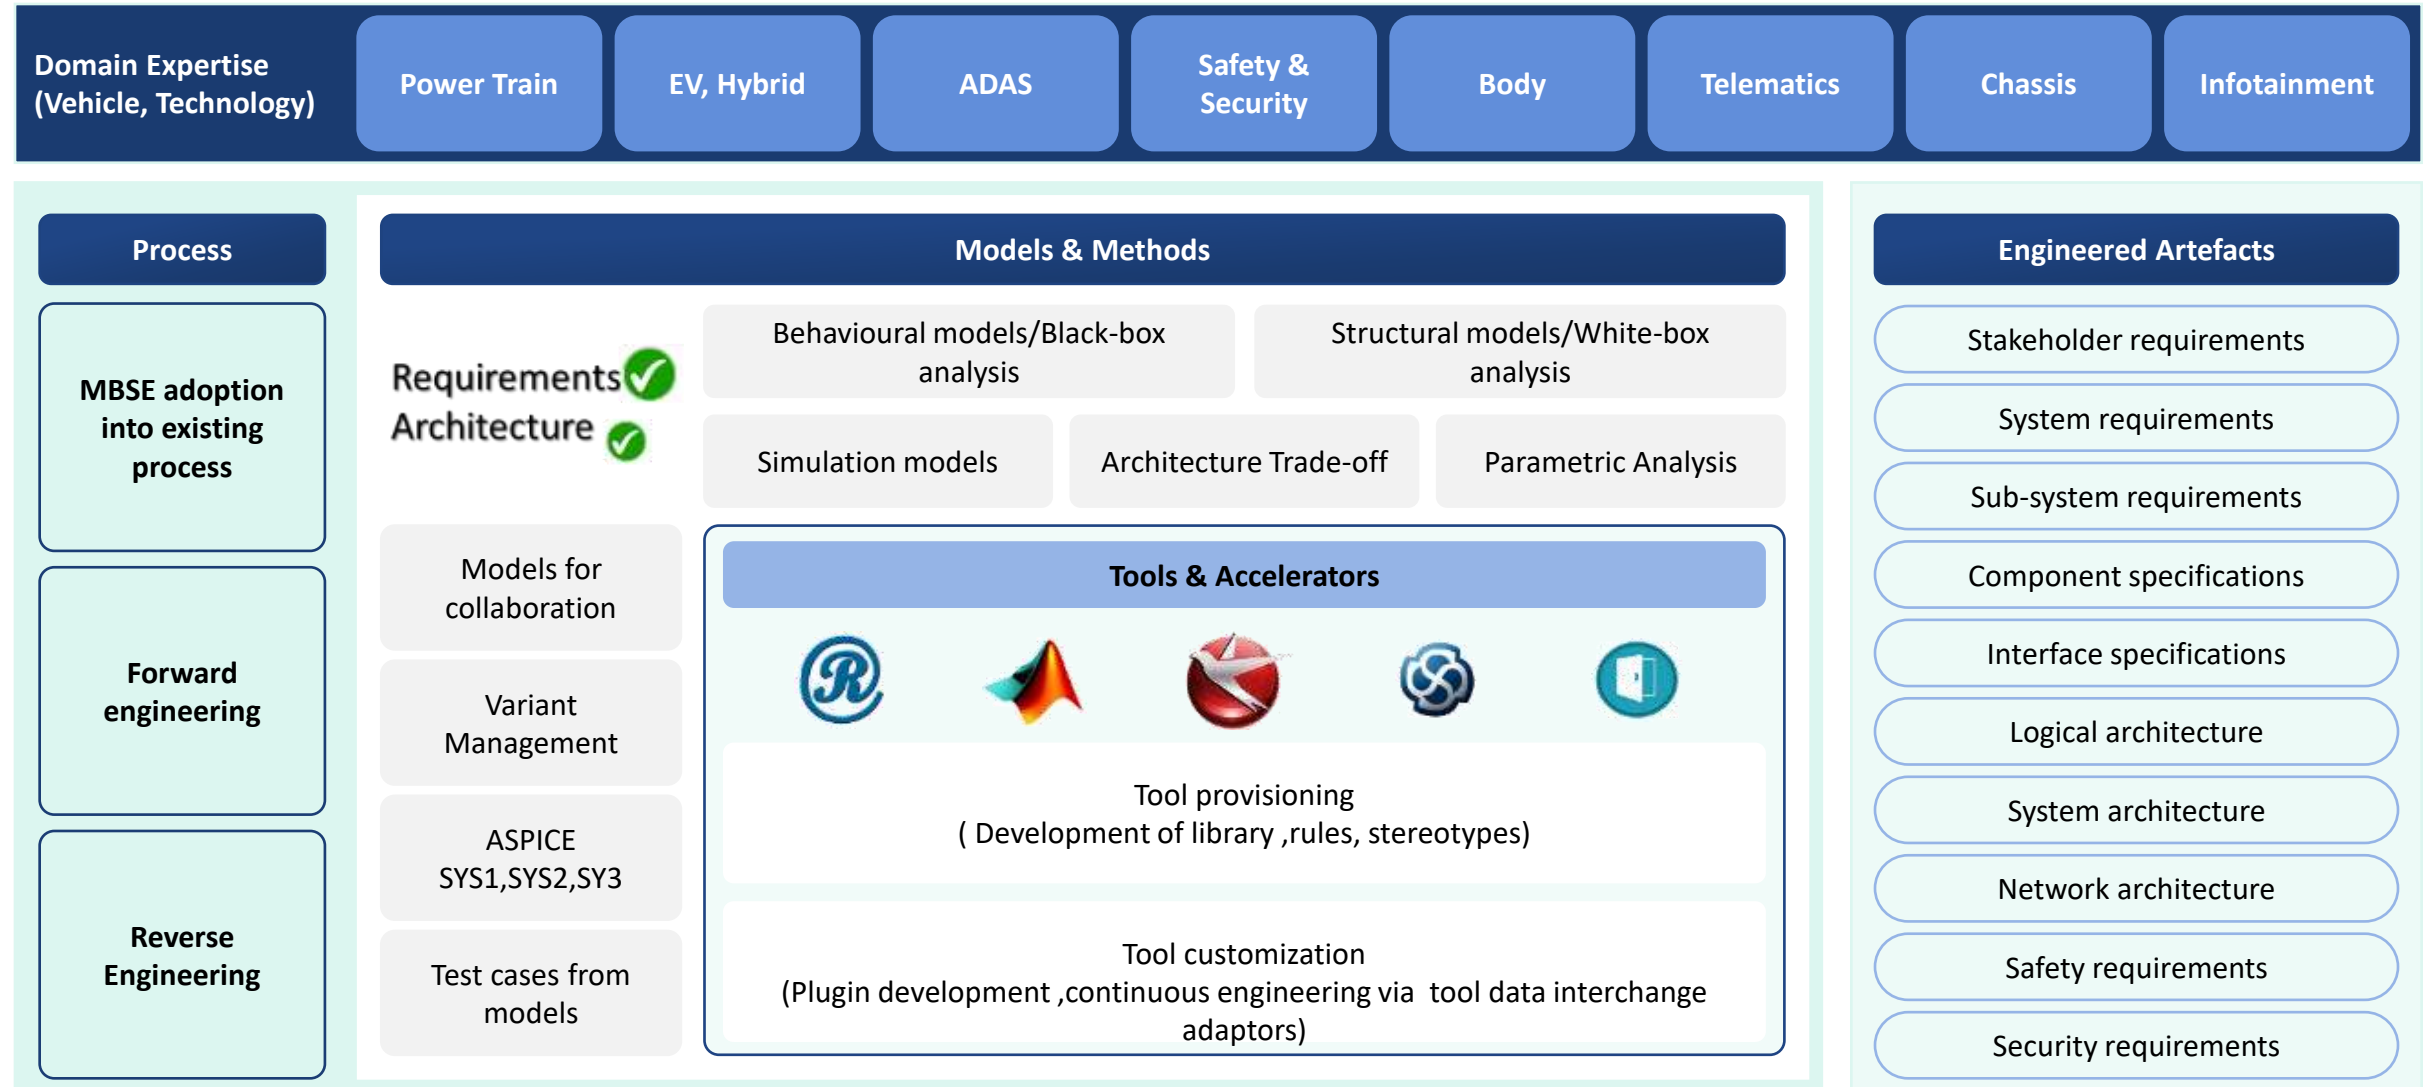 Domain Expertise
(Vehicle, Technology)
Power Train
EV, Hybrid
ADAS
Safety &
Security
Body
Telematics
Chassis
Infotainment
Process
MBSE adoption
into existing
process
Forward
engineering
Reverse
Engineering
Models & Methods
Requirements
Architecture
Behavioural models/Black-box
analysis
Structural models/White-box
analysis
Simulation models
Architecture Trade-off
Parametric Analysis
Models for
collaboration
Variant
Management
ASPICE
SYS1,SYS2,SY3
Test cases from
models
Tools & Accelerators
R
Tool provisioning
( Development of library ,rules, stereotypes)
Tool customization
(Plugin development ,continuous engineering via  tool data interchange
adaptors)
Engineered Artefacts
Stakeholder requirements
System requirements
Sub-system requirements
Component specifications
Interface specifications
Logical architecture
System architecture
Network architecture
Safety requirements
Security requirements